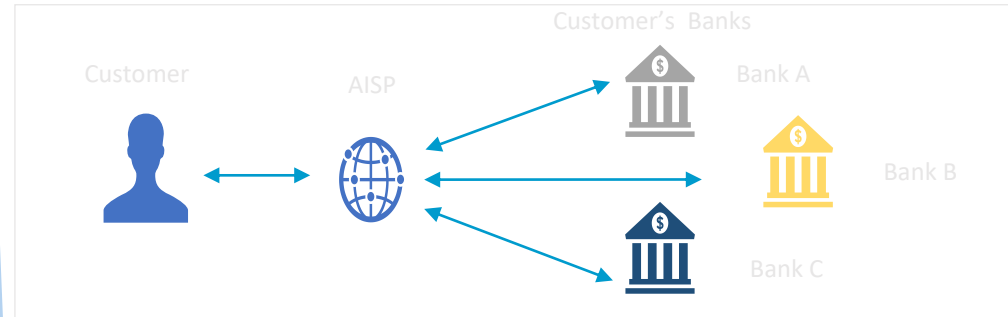 Customer's Banks
Customer
AISP
Bank A
$
$
Bank B
$
Bank C